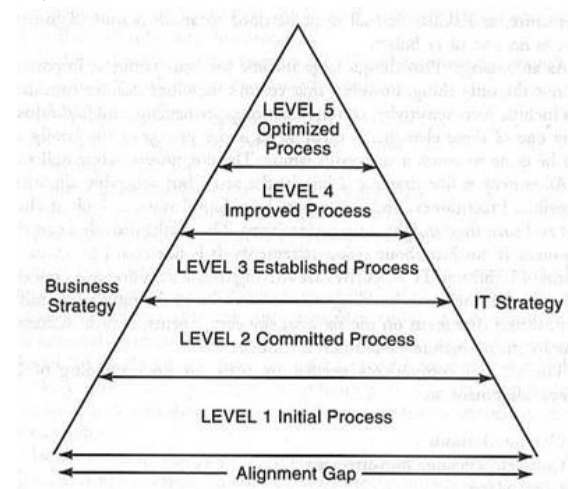 LEVEL 5
Optimized
Process
LEVEL 4
Improved Process
LEVEL 3 Established Process
Business
strategy
IT Strategy
LEVEL 2 Committed Process
LEVEL 1 Initial Process
Alignment Gap